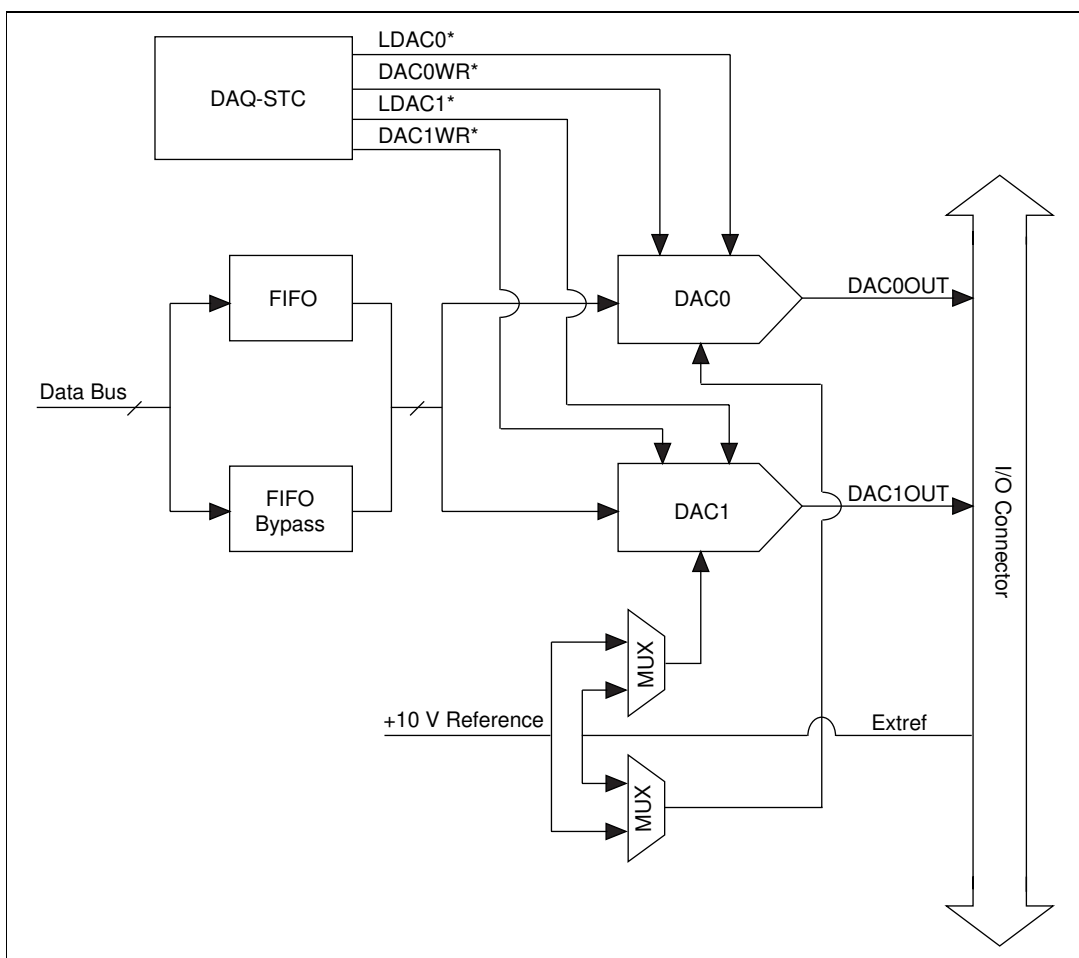 LDAC0*
DAC0WR*
LDAC1*
DAC1WR*
DAQ-STC
FIFO
DAC0
DAC0OUT
Data Bus
FIFO
Bypass
DAC1
DAC1OUT
I/O Connector
MUX
+10 V Reference
Extref
MUX